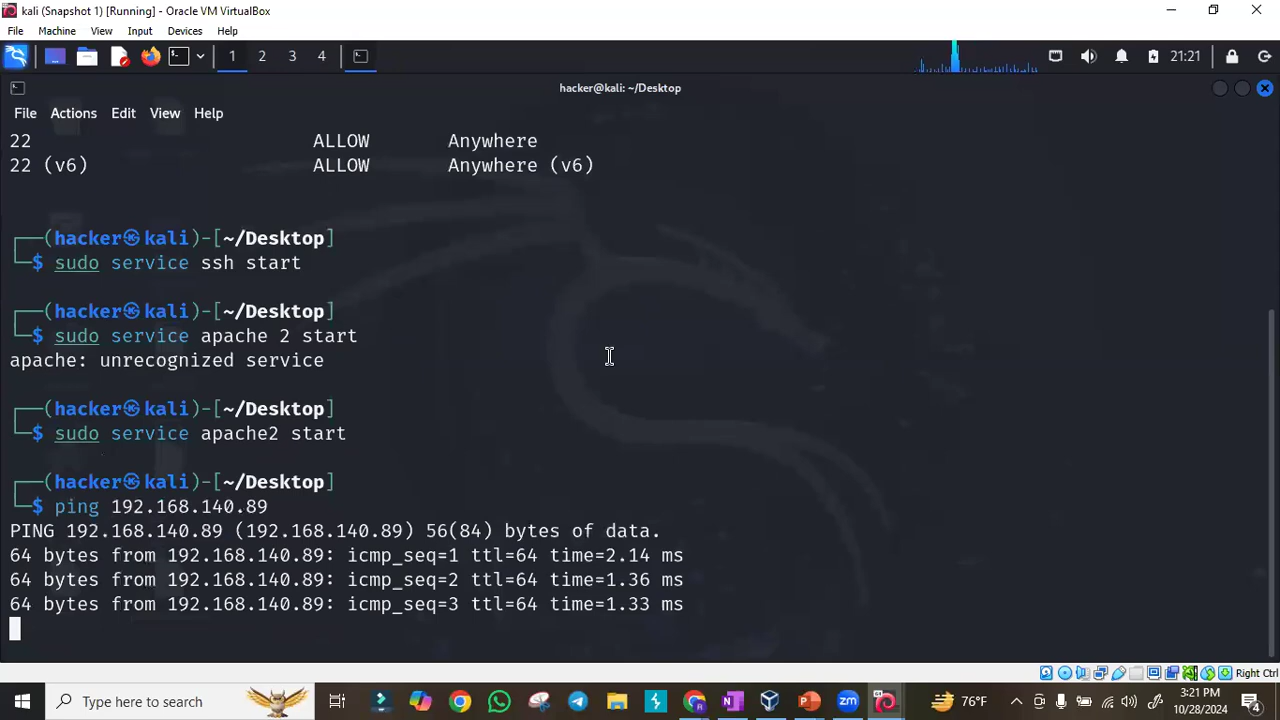 kali (Snapshot 1) [Running] - Oracle VM VirtualBox
File Machine View Input Devices Help
1 2 3 4 21:21
hacker@kali: ~/Desktop
File Actions Edit View Help
22 ALLOW Anywhere
22 (v6) ALLOW Anywhere (v6)
┌──(hacker㉿kali)-[~/Desktop]
└─$ sudo service ssh start
┌──(hacker㉿kali)-[~/Desktop]
└─$ sudo service apache 2 start
apache: unrecognized service
┌──(hacker㉿kali)-[~/Desktop]
└─$ sudo service apache2 start
┌──(hacker㉿kali)-[~/Desktop]
└─$ ping 192.168.140.89
PING 192.168.140.89 (192.168.140.89) 56(84) bytes of data.
64 bytes from 192.168.140.89: icmp_seq=1 ttl=64 time=2.14 ms
64 bytes from 192.168.140.89: icmp_seq=2 ttl=64 time=1.36 ms
64 bytes from 192.168.140.89: icmp_seq=3 ttl=64 time=1.33 ms
Right Ctrl
Type here to search
76°F
3:21 PM
10/28/2024
4